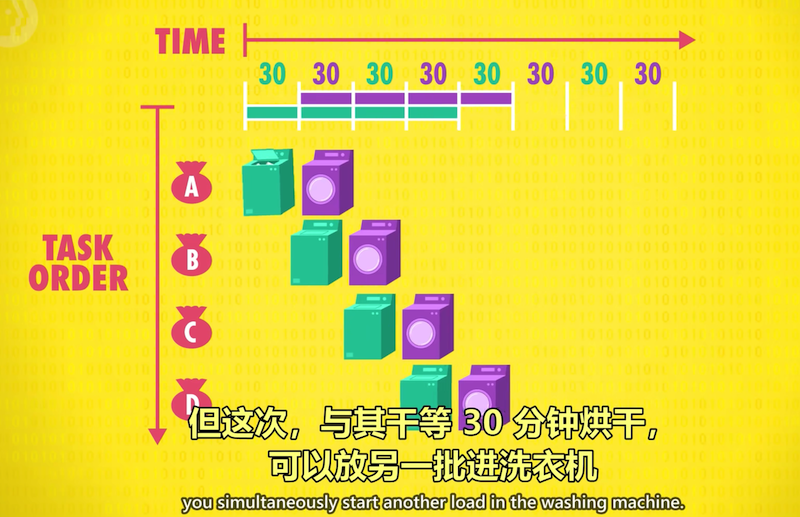 TIME
30 30 30 30 30 30 30 30
TASK
ORDER
A
B
C
D
但这次，与其干等 30 分钟烘干，
可以放另一批进洗衣机
you simultaneously start another load in the washing machine.